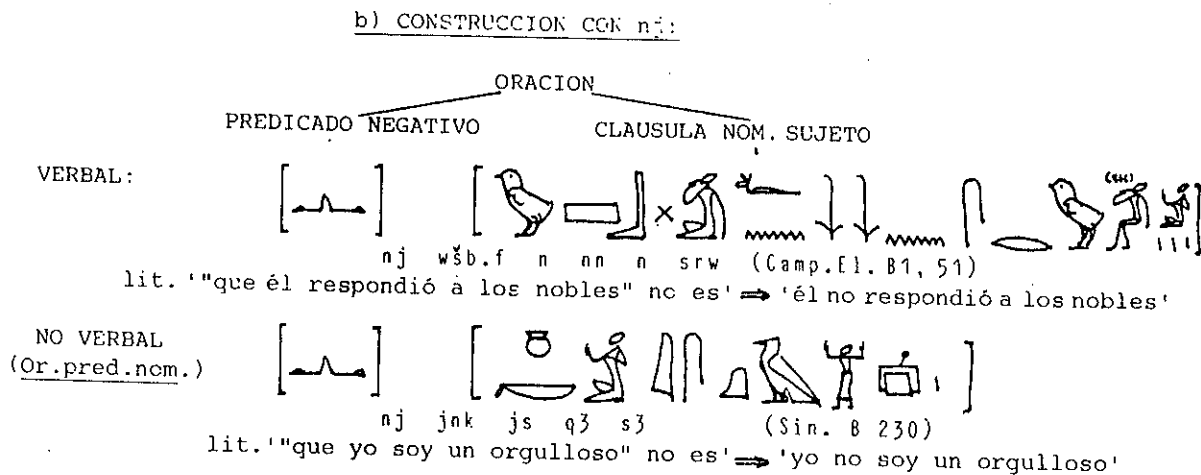 b) CONSTRUCCION CON nj:
ORACION
PREDICADO NEGATIVO CLAUSULA NOM. SUJETO
VERBAL:
nj wšb.f n nn n srw (Camp.El. B1, 51)
lit. '"que él respondió a los nobles" no es' ⇒ 'él no respondió a los nobles'
NO VERBAL
(Or.pred.nom.)
nj jnk js q3 s3 (Sin. B 230)
lit.'"que yo soy un orgulloso" no es' ⇒ 'yo no soy un orgulloso'